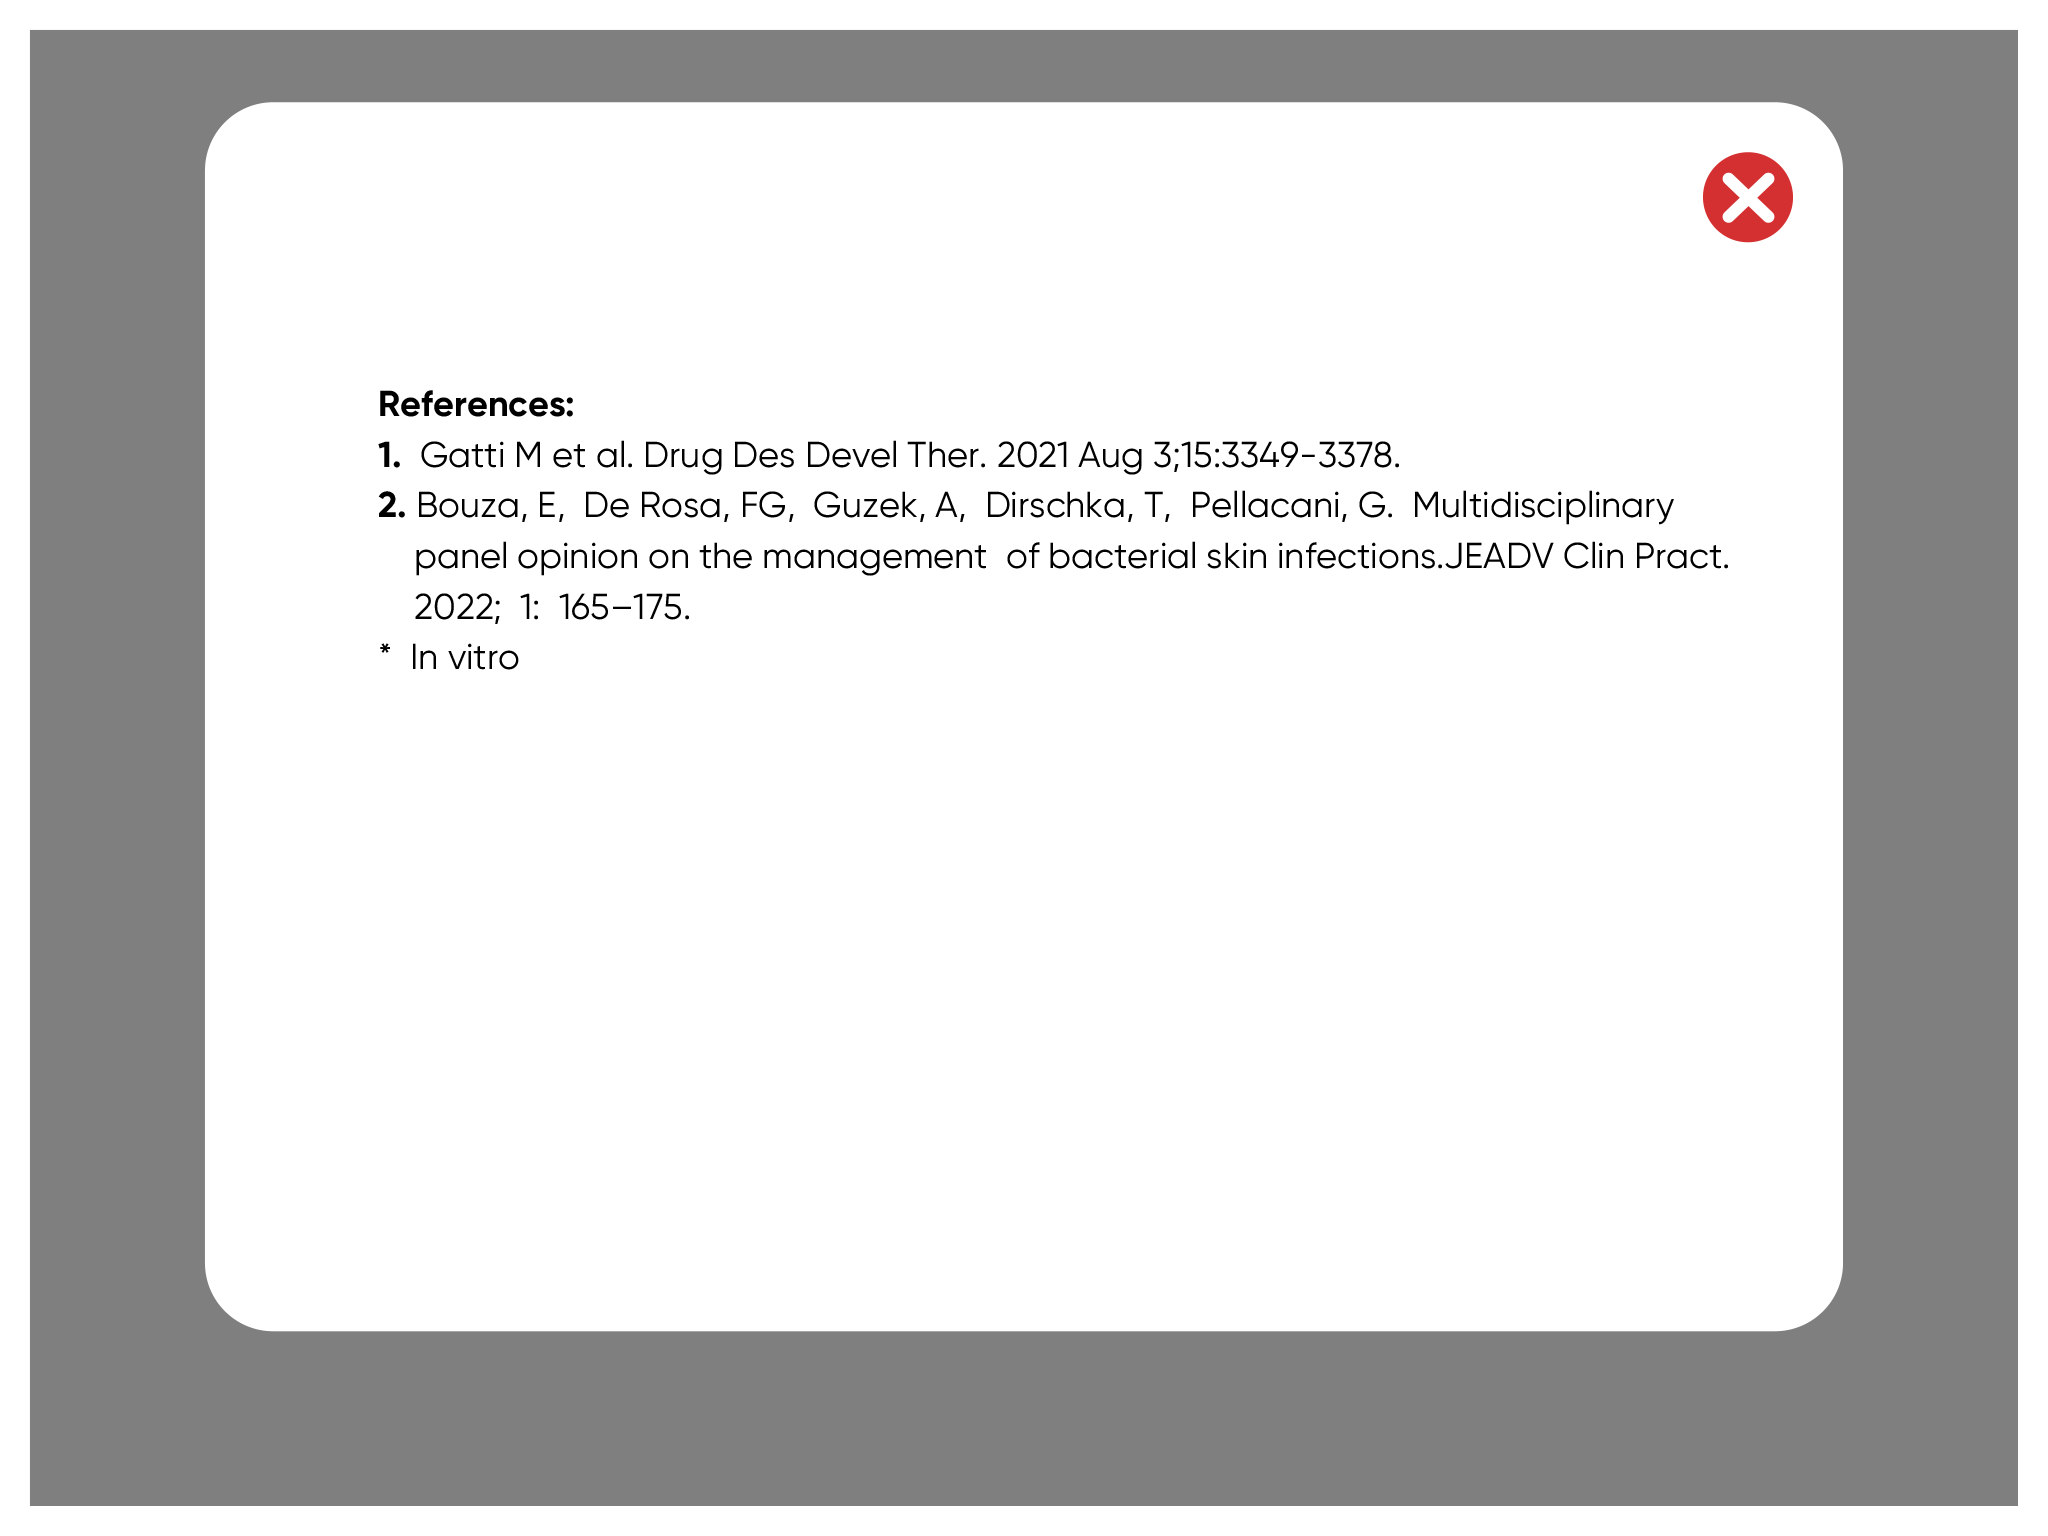 References:
1. Gatti M et al. Drug Des Devel Ther. 2021 Aug 3;15:3349-3378.
2. Bouza, E, De Rosa, FG, Guzek, A, Dirschka, T, Pellacani, G. Multidisciplinary
panel opinion on the management of bacterial skin infections.JEADV Clin Pract.
2022; 1: 165–175.
* In vitro